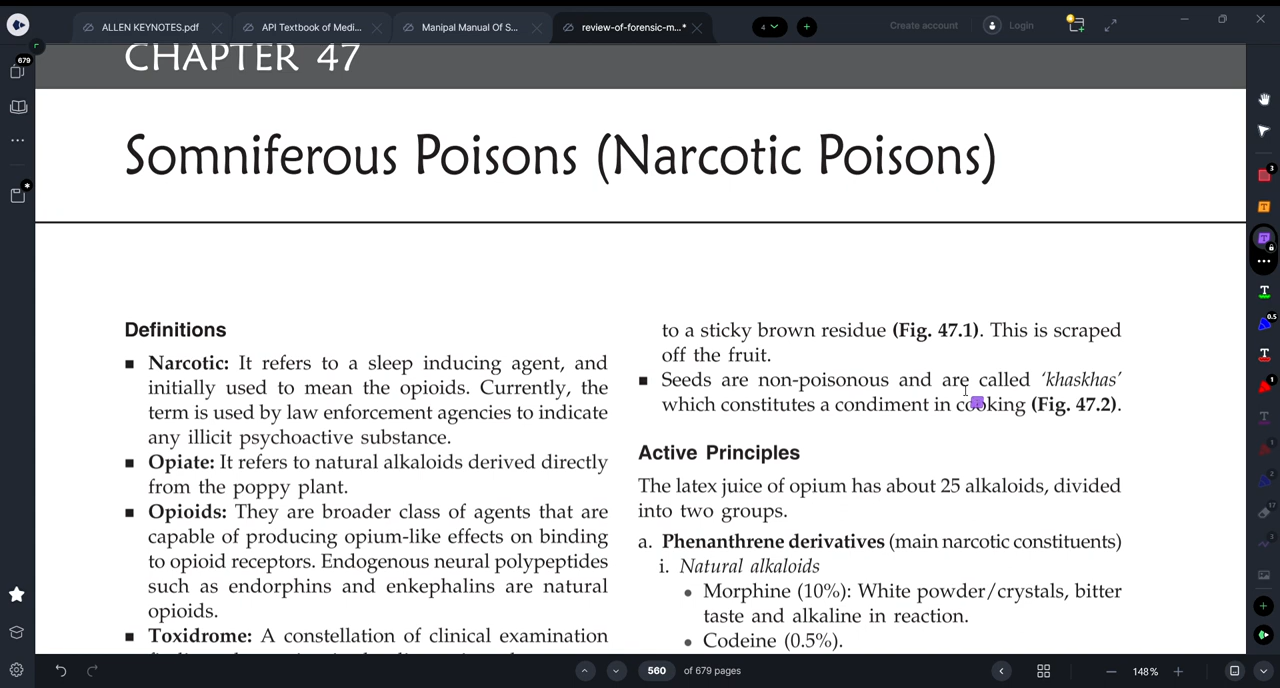 ALLEN KEYNOTES.pdf
API Textbook of Medi...
Manipal Manual Of S...
review-of-forensic-m...*
4
Create account
Login
679
CHAPTER 47
Somniferous Poisons (Narcotic Poisons)
Definitions
▪ Narcotic: It refers to a sleep inducing agent, and
initially used to mean the opioids. Currently, the
term is used by law enforcement agencies to indicate
any illicit psychoactive substance.
▪ Opiate: It refers to natural alkaloids derived directly
from the poppy plant.
▪ Opioids: They are broader class of agents that are
capable of producing opium-like effects on binding
to opioid receptors. Endogenous neural polypeptides
such as endorphins and enkephalins are natural
opioids.
▪ Toxidrome: A constellation of clinical examination
to a sticky brown residue (Fig. 47.1). This is scraped
off the fruit.
▪ Seeds are non-poisonous and are called 'khaskhas'
which constitutes a condiment in cooking (Fig. 47.2).
Active Principles
The latex juice of opium has about 25 alkaloids, divided
into two groups.
a. Phenanthrene derivatives (main narcotic constituents)
i. Natural alkaloids
• Morphine (10%): White powder/crystals, bitter
taste and alkaline in reaction.
• Codeine (0.5%).
560 of 679 pages
148%